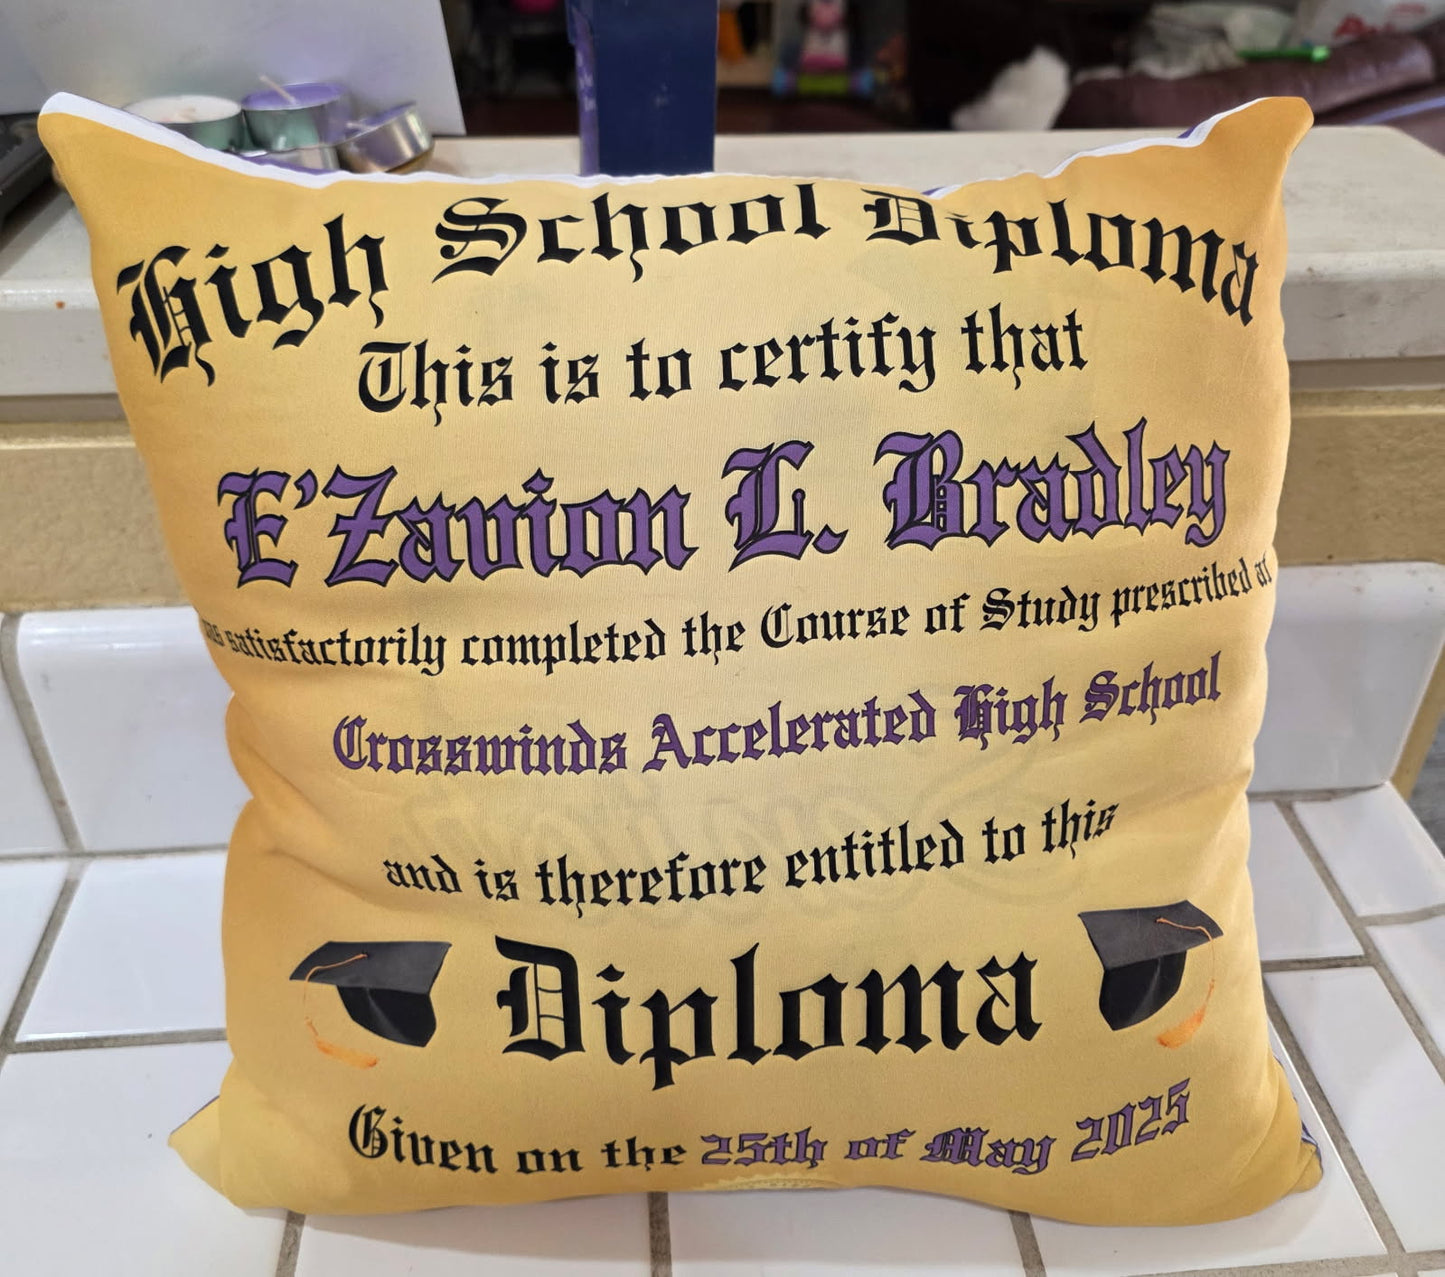 High School Diploma
This is to certify that
E'Zavion L. Bradley
has satisfactorily completed the Course of Study prescribed at
Crosswinds Accelerated High School
and is therefore entitled to this
Diploma
Given on the 25th of May 2025